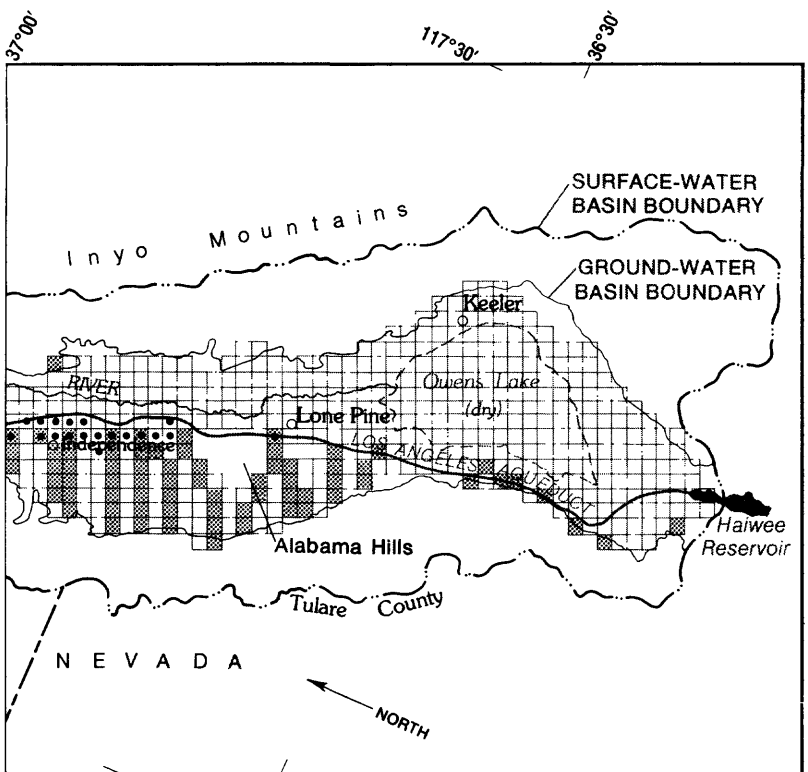 37°00'
117°30'
36°30'
SURFACE-WATER
BASIN BOUNDARY
Inyo Mountains
GROUND-WATER
BASIN BOUNDARY
Keeler
RIVER
Owens Lake
(dry)
Lone Pine
LOS ANGELES AQUEDUCT
Independence
Haiwee
Reservoir
Alabama Hills
Tulare County
NEVADA
NORTH